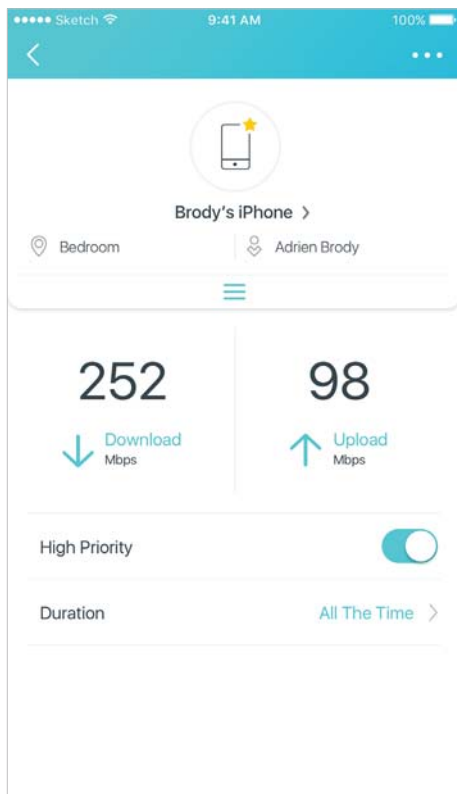 Sketch 9:41 AM 100%
Brody's iPhone
Bedroom Adrien Brody
252 98
Download Upload
Mbps Mbps
High Priority
Duration All The Time